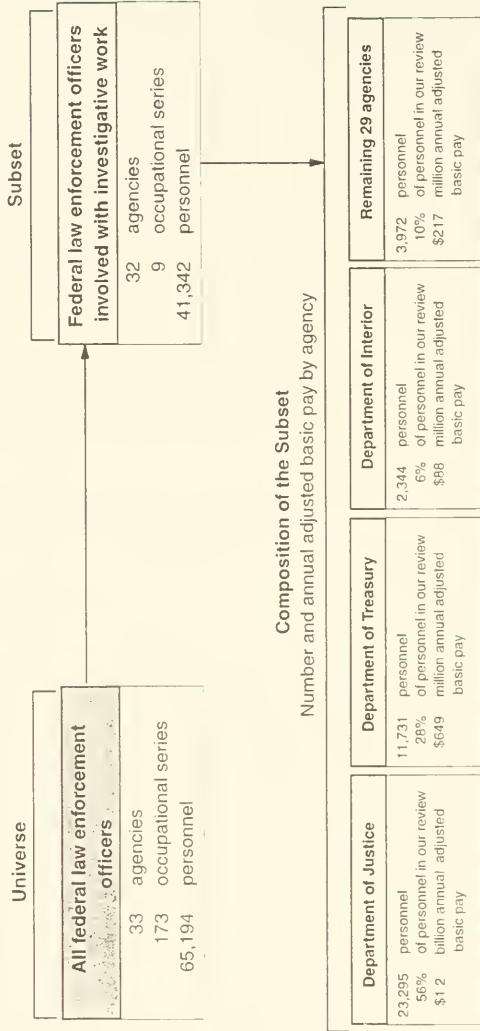 Universe
All federal law enforcement
officers
33 agencies
173 occupational series
65,194 personnel
Subset
Federal law enforcement officers
involved with investigative work
32 agencies
9 occupational series
41,342 personnel
Composition of the Subset
Number and annual adjusted basic pay by agency
Department of Justice
23,295 personnel
56% of personnel in our review
$1 2 billion annual adjusted
basic pay
Department of Treasury
11,731 personnel
28% of personnel in our review
$649 million annual adjusted
basic pay
Department of Interior
2,344 personnel
6% of personnel in our review
$88 million annual adjusted
basic pay
Remaining 29 agencies
3,972 personnel
10% of personnel in our review
$217 million annual adjusted
basic pay